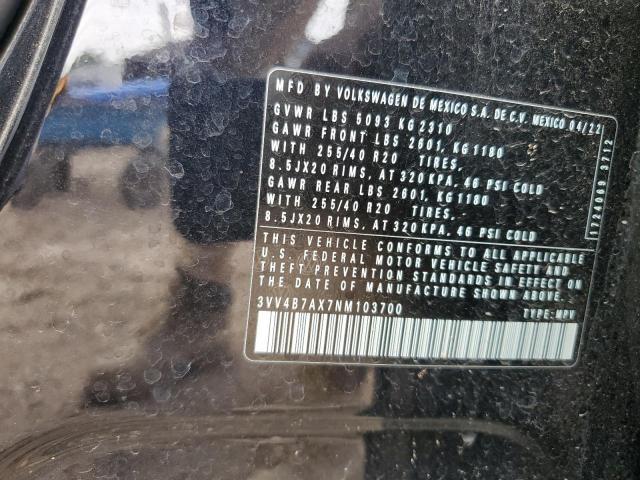 MFD BY VOLKSWAGEN DE MEXICO S.A. DE C.V. MEXICO 04/22
GVWR LBS 5093 KG 2310
GAWR FRONT LBS 2601, KG 1180
WITH 255/40 R20 TIRES,
8.5JX20 RIMS, AT 320 KPA, 46 PSI COLD
GAWR REAR LBS 2601, KG 1180
WITH 255/40 R20 TIRES,
8.5JX20 RIMS, AT 320 KPA, 46 PSI COLD
THIS VEHICLE CONFORMS TO ALL APPLICABLE
U.S. FEDERAL MOTOR VEHICLE SAFETY AND
THEFT PREVENTION STANDARDS IN EFFECT ON
THE DATE OF MANUFACTURE SHOWN ABOVE
3VV4B7AX7NM103700 TYPE:MPV
1724099 3712